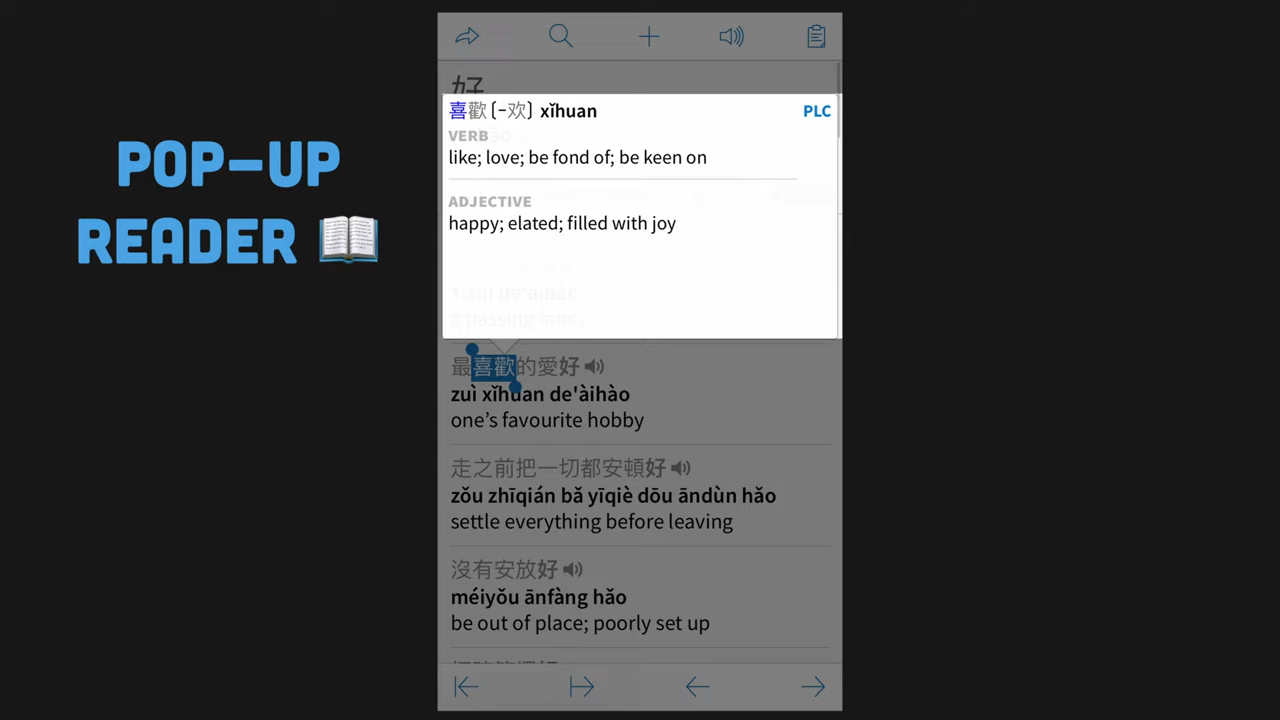 POP-UP
READER
好
喜歡 [-欢] xǐhuan PLC
VERB
like; love; be fond of; be keen on
ADJECTIVE
happy; elated; filled with joy
最喜歡的愛好
zuì xǐhuan de'àihào
one's favourite hobby
走之前把一切都安頓好
zǒu zhīqián bǎ yīqiè dōu āndùn hǎo
settle everything before leaving
沒有安放好
méiyǒu ānfàng hǎo
be out of place; poorly set up